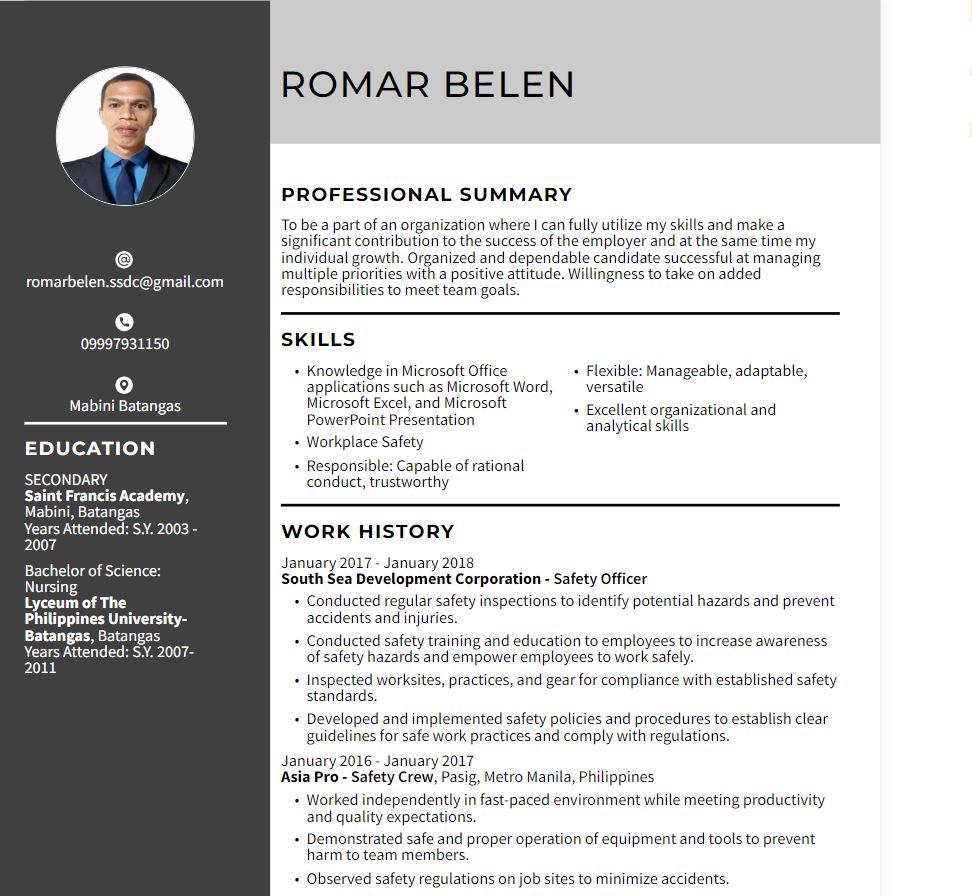 ROMAR BELEN
romarbelen.ssdc@gmail.com
09997931150
Mabini Batangas
EDUCATION
SECONDARY
Saint Francis Academy,
Mabini, Batangas
Years Attended: S.Y. 2003 -
2007
Bachelor of Science:
Nursing
Lyceum of The
Philippines University-
Batangas, Batangas
Years Attended: S.Y. 2007-
2011
PROFESSIONAL SUMMARY
To be a part of an organization where I can fully utilize my skills and make a
significant contribution to the success of the employer and at the same time my
individual growth. Organized and dependable candidate successful at managing
multiple priorities with a positive attitude. Willingness to take on added
responsibilities to meet team goals.
SKILLS
• Knowledge in Microsoft Office
applications such as Microsoft Word,
Microsoft Excel, and Microsoft
PowerPoint Presentation
• Workplace Safety
• Responsible: Capable of rational
conduct, trustworthy
• Flexible: Manageable, adaptable,
versatile
• Excellent organizational and
analytical skills
WORK HISTORY
January 2017 - January 2018
South Sea Development Corporation - Safety Officer
• Conducted regular safety inspections to identify potential hazards and prevent
accidents and injuries.
• Conducted safety training and education to employees to increase awareness
of safety hazards and empower employees to work safely.
• Inspected worksites, practices, and gear for compliance with established safety
standards.
• Developed and implemented safety policies and procedures to establish clear
guidelines for safe work practices and comply with regulations.
January 2016 - January 2017
Asia Pro - Safety Crew, Pasig, Metro Manila, Philippines
• Worked independently in fast-paced environment while meeting productivity
and quality expectations.
• Demonstrated safe and proper operation of equipment and tools to prevent
harm to team members.
• Observed safety regulations on job sites to minimize accidents.